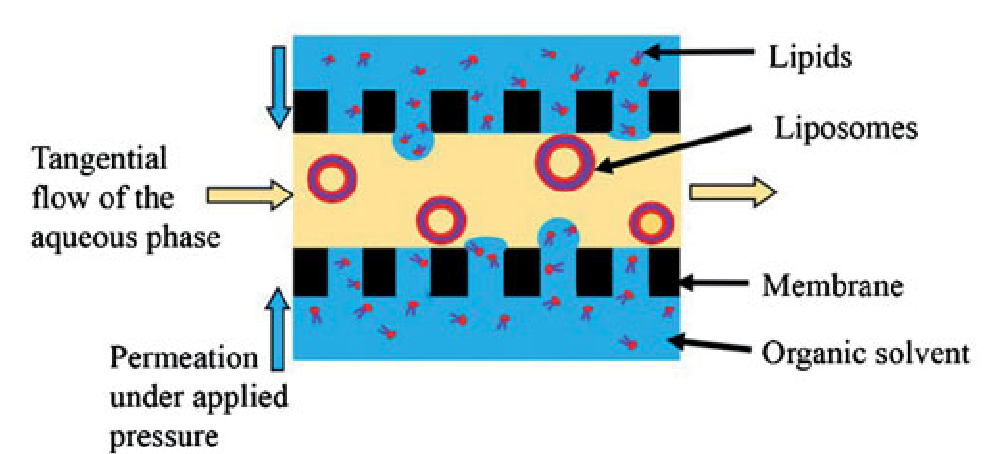 Lipids
Liposomes
Tangential
flow of the
aqueous phase
Membrane
Organic solvent
Permeation
under applied
pressure